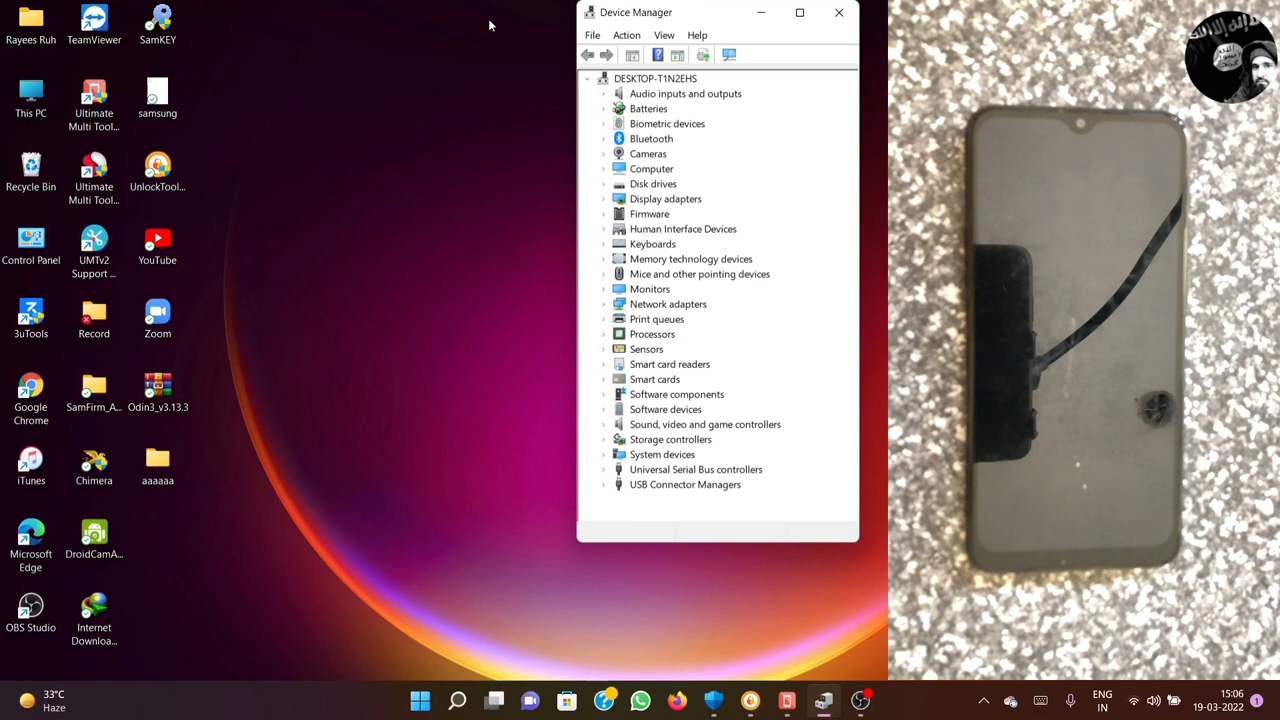 Rayees Ruh
TeamViewer
SamKEY
This PC
Ultimate
Multi Tool...
samsung
Recycle Bin
Ultimate
Multi Tool...
UnlockTool...
Control Panel
UMTv2
Support ...
YouTube
3uTools
Record
Zoom
Google
Chrome
SamFirm_A...
Odin3_v3.13.3
iTunes
Chimera
aaaaaa
Microsoft
Edge
DroidCamA...
OBS Studio
Internet
Downloa...
Device Manager
File Action View Help
DESKTOP-T1N2EHS
Audio inputs and outputs
Batteries
Biometric devices
Bluetooth
Cameras
Computer
Disk drives
Display adapters
Firmware
Human Interface Devices
Keyboards
Memory technology devices
Mice and other pointing devices
Monitors
Network adapters
Print queues
Processors
Sensors
Smart card readers
Smart cards
Software components
Software devices
Sound, video and game controllers
Storage controllers
System devices
Universal Serial Bus controllers
USB Connector Managers
33°C
Haze
ENG
IN
15:06
19-03-2022
1